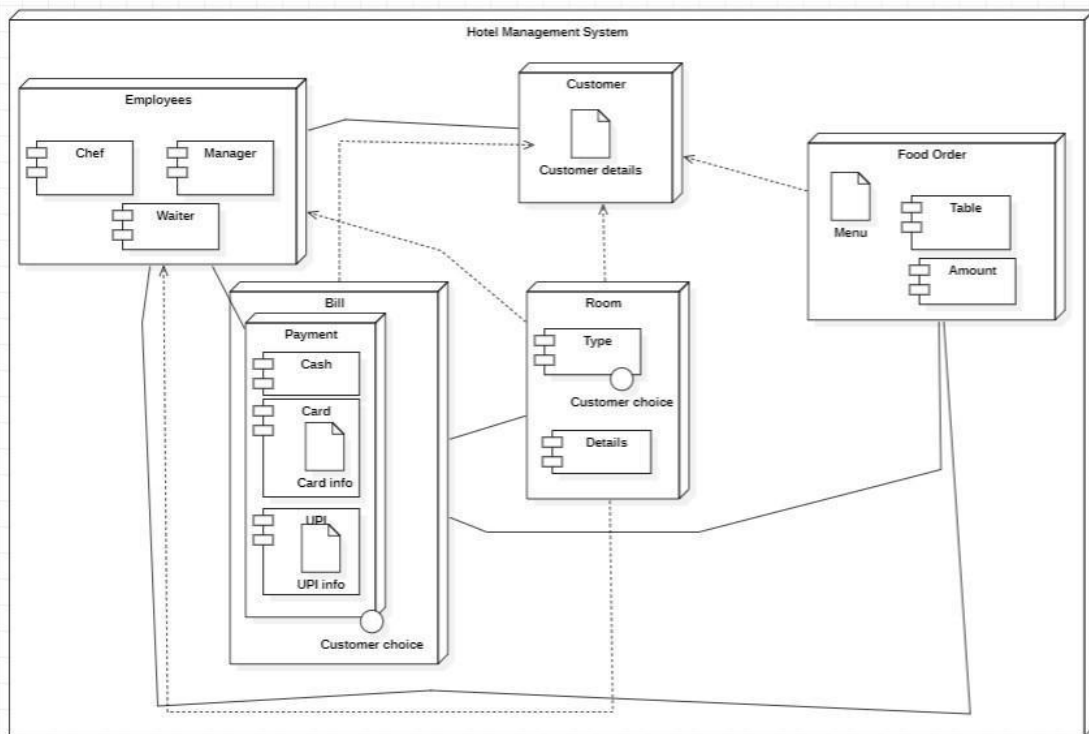 Hotel Management System
Employees
Chef
Manager
Waiter
Customer
Customer details
Food Order
Menu
Table
Amount
Bill
Payment
Cash
Card
Card info
UPI
UPI info
Customer choice
Room
Type
Customer choice
Details